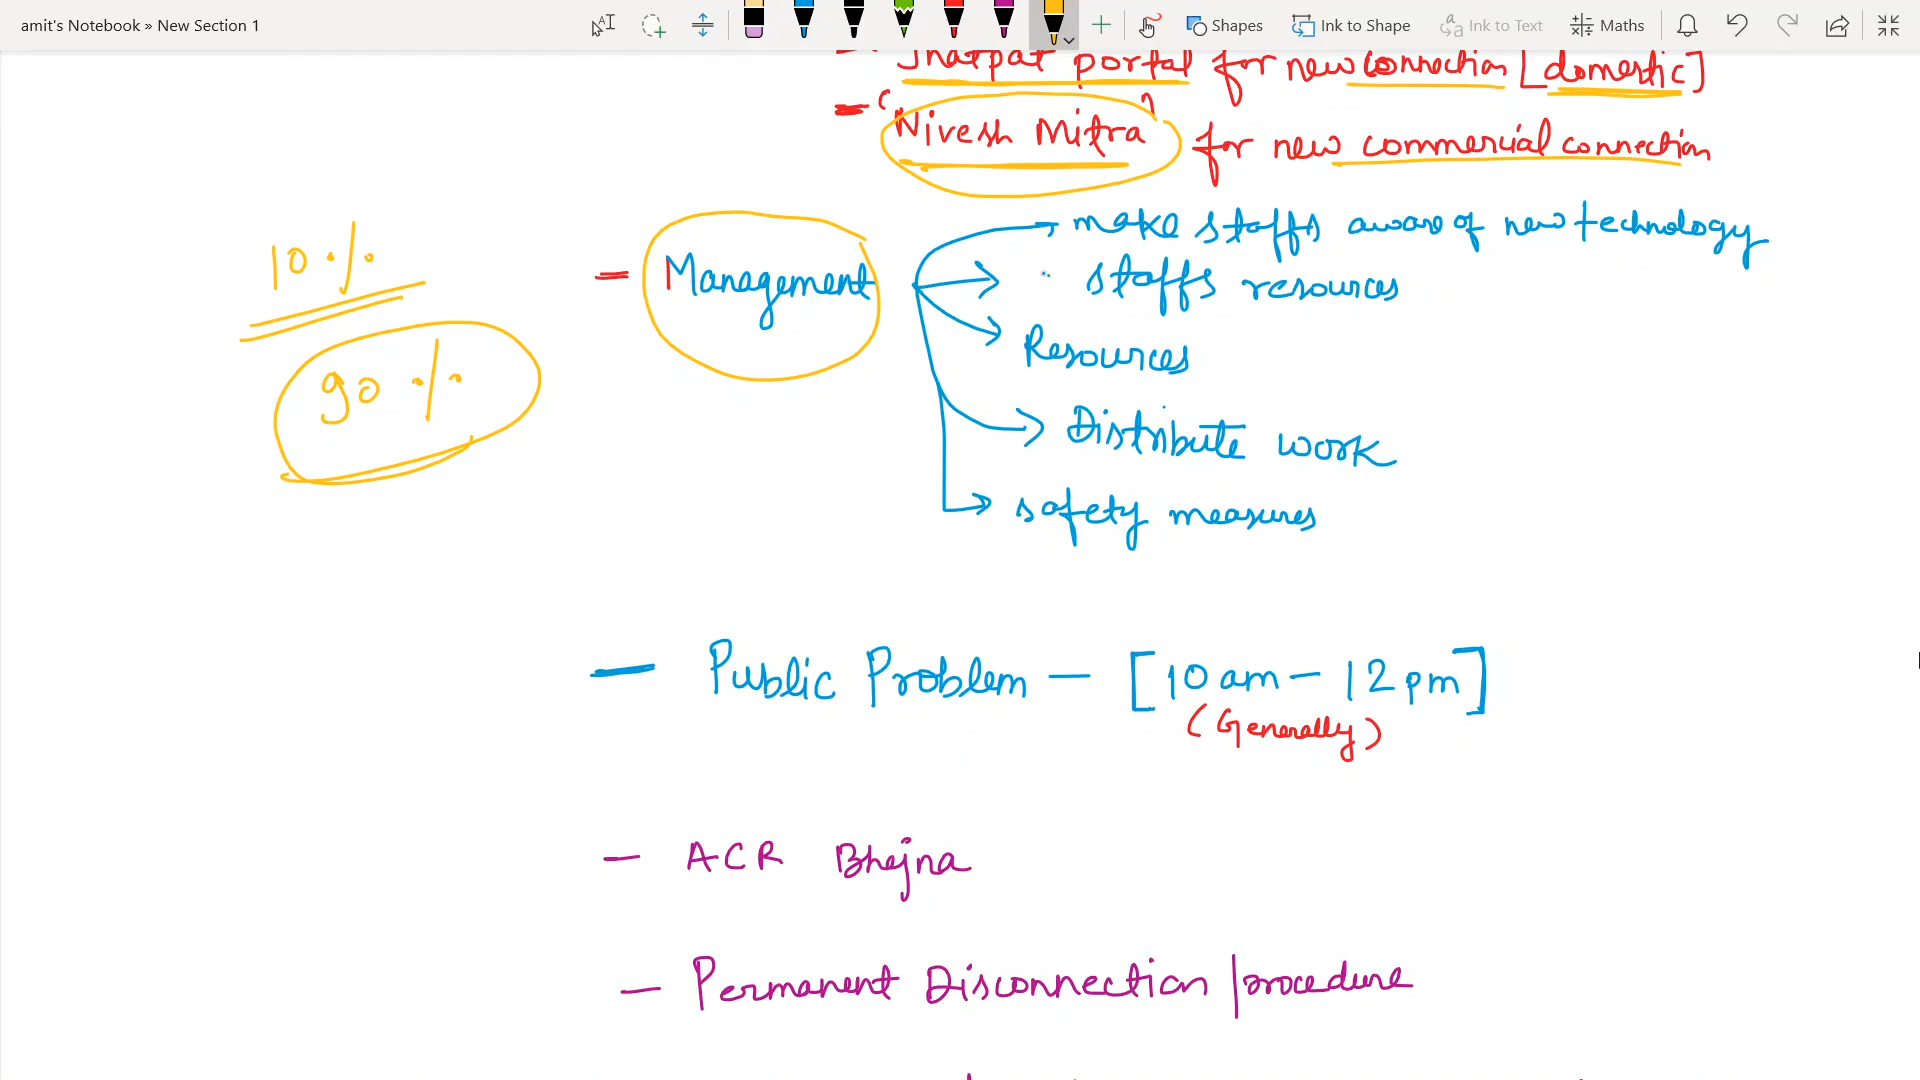 amit's Notebook » New Section 1
Shapes
Ink to Shape
Ink to Text
Maths
- Jhatpat portal for new connection [domestic]
- "Nivesh Mitra" for new commercial connection
10%
90%
- Management
make staffs aware of new technology
staffs resources
Resources
Distribute work
safety measures
- Public Problem - [10 am - 12 pm]
(Generally)
- ACR Bhejna
- Permanent Disconnection procedure